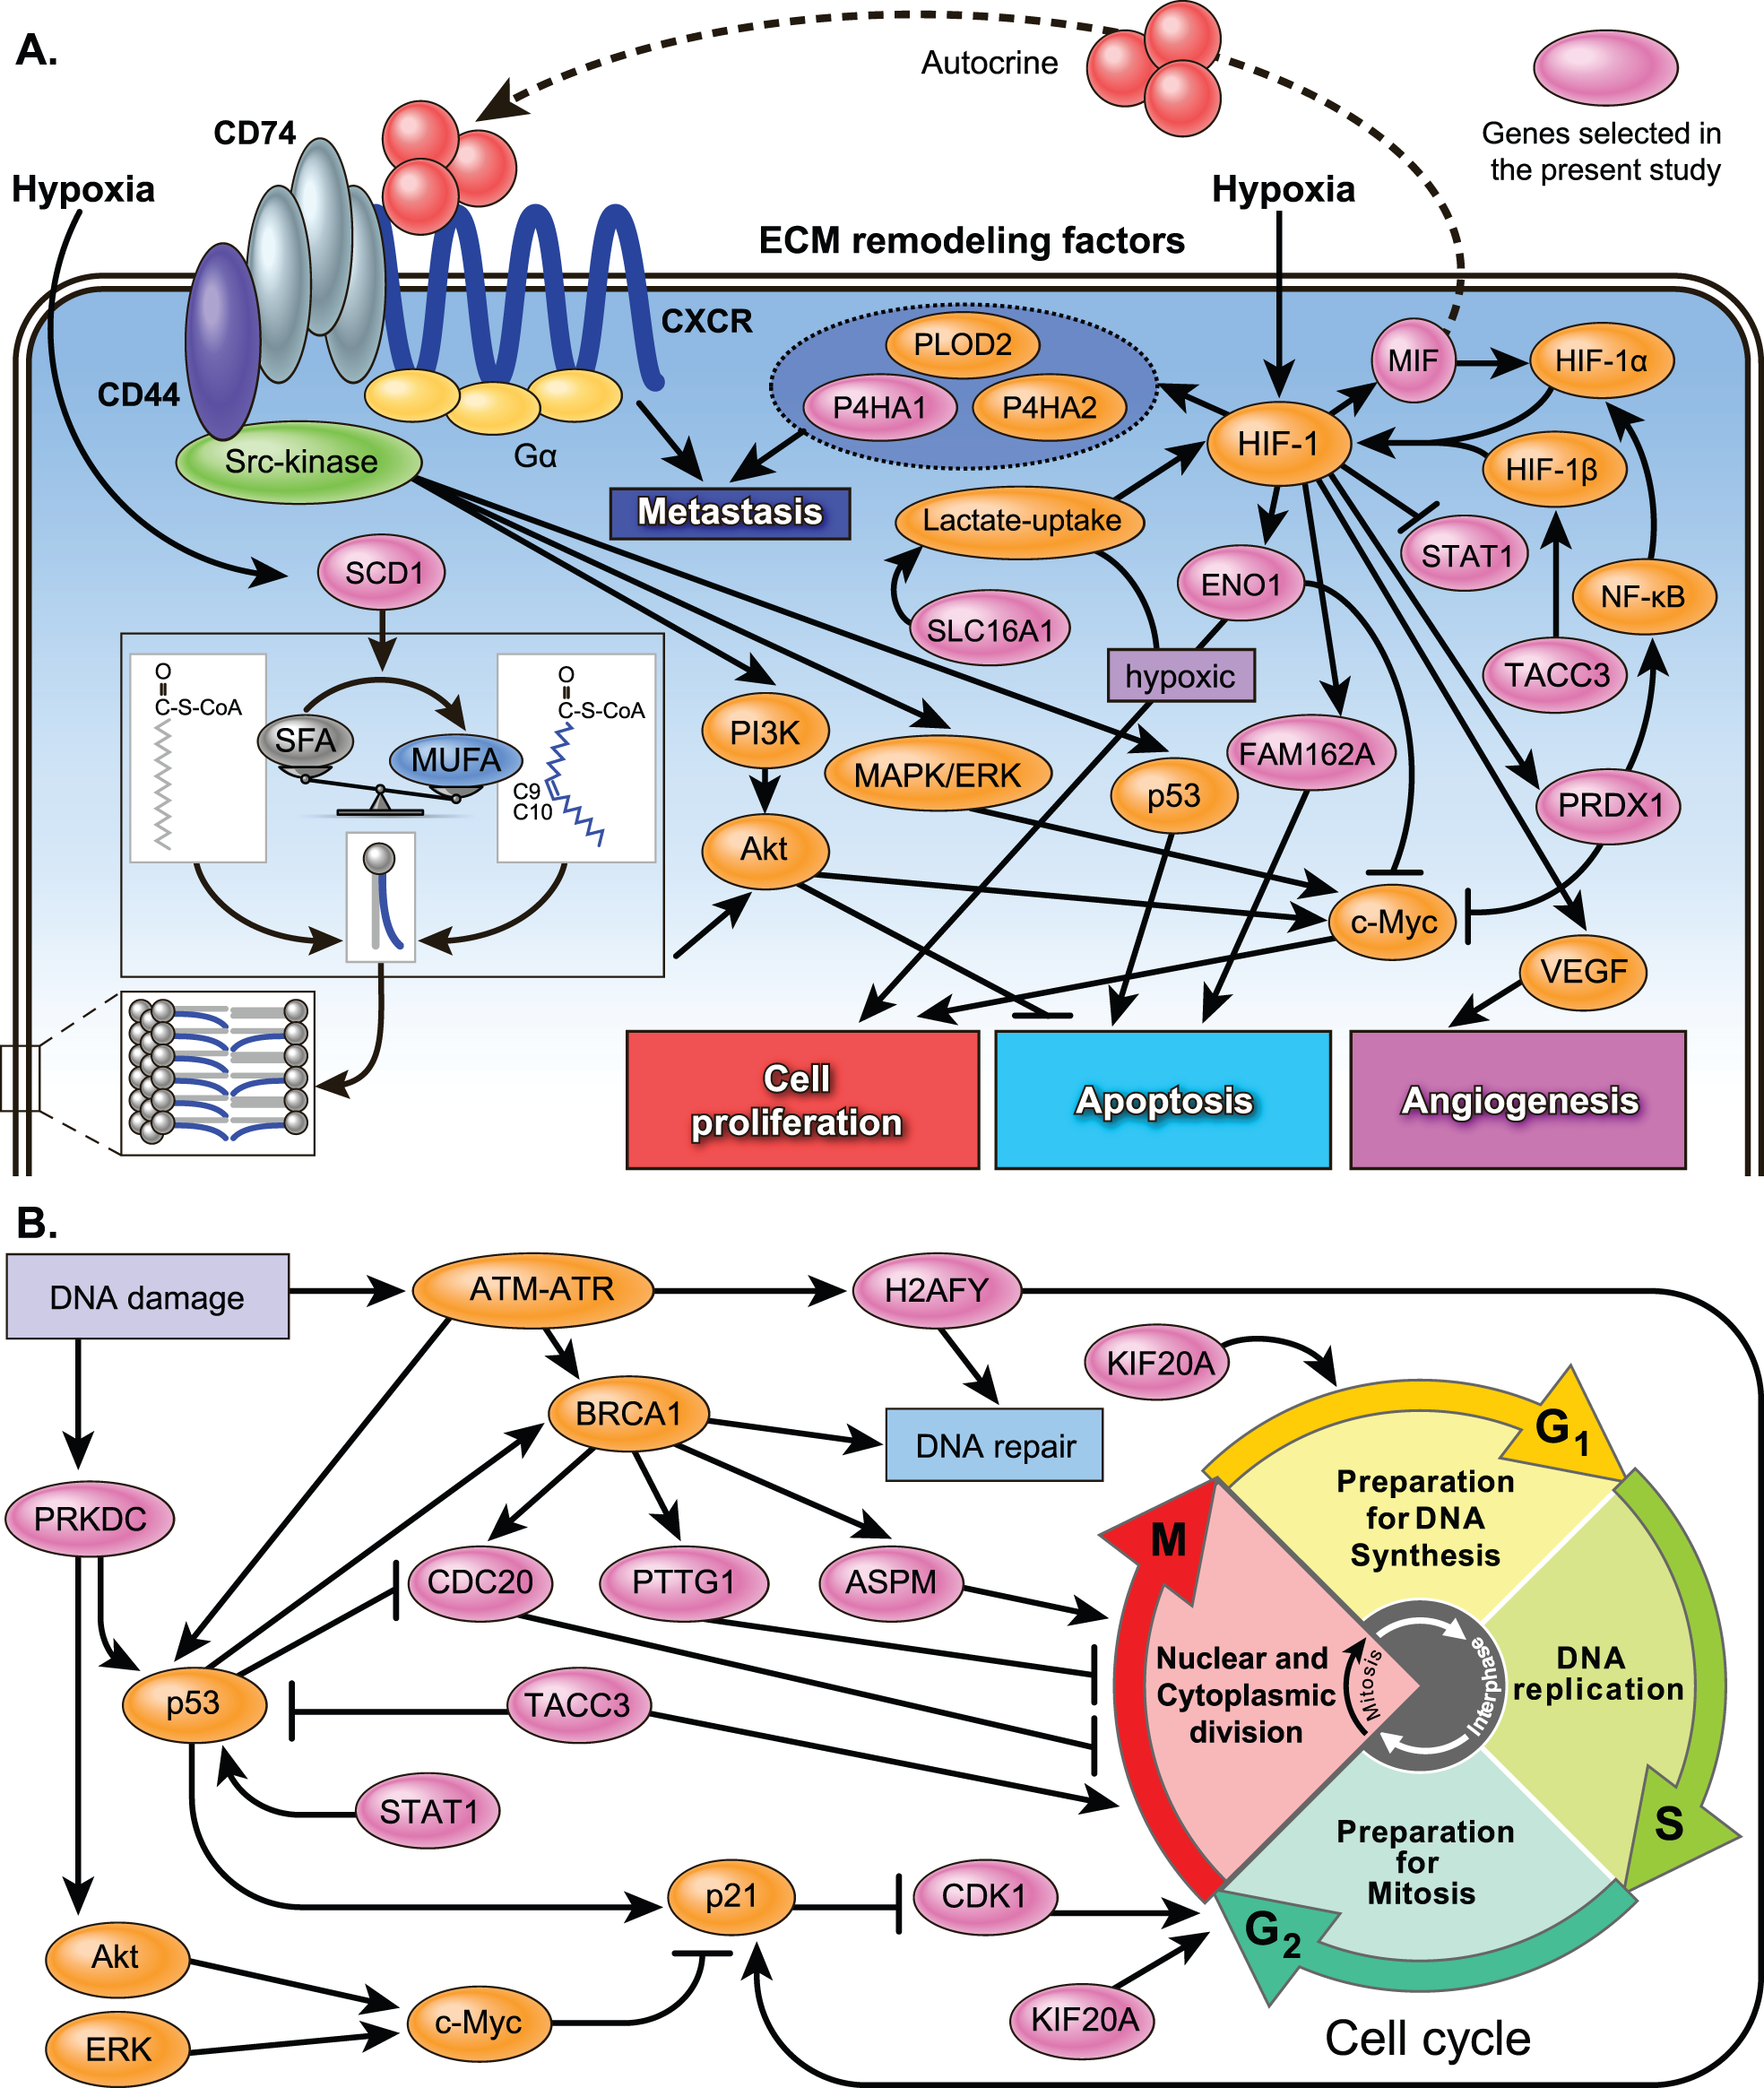 A.
Autocrine
Genes selected in
the present study
CD74
Hypoxia
Hypoxia
ECM remodeling factors
CXCR
CD44
Gα
Src-kinase
PLOD2
P4HA1
P4HA2
MIF
HIF-1α
HIF-1
HIF-1β
Metastasis
Lactate-uptake
STAT1
SCD1
ENO1
NF-κB
SLC16A1
hypoxic
TACC3
O
C-S-CoA
SFA
MUFA
O
C-S-CoA
C9
C10
PI3K
MAPK/ERK
p53
FAM162A
PRDX1
Akt
c-Myc
VEGF
Cell
proliferation
Apoptosis
Angiogenesis
B.
DNA damage
ATM-ATR
H2AFY
KIF20A
BRCA1
DNA repair
G1
PRKDC
Preparation
for DNA
Synthesis
M
CDC20
PTTG1
ASPM
Nuclear and
Cytoplasmic
division
Mitosis
Interphase
DNA
replication
p53
TACC3
STAT1
S
Preparation
for
Mitosis
p21
CDK1
G2
Akt
c-Myc
KIF20A
ERK
Cell cycle